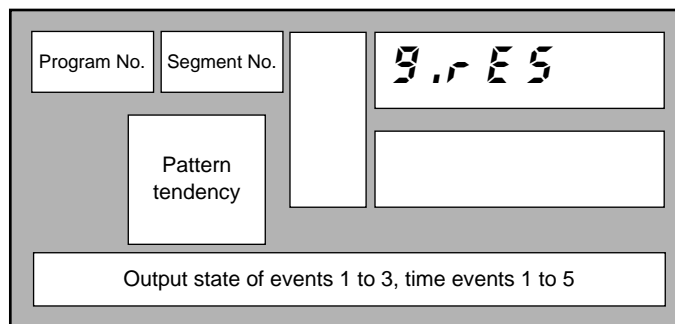 Program No.
Segment No.
9.rES
Pattern
tendency
Output state of events 1 to 3, time events 1 to 5